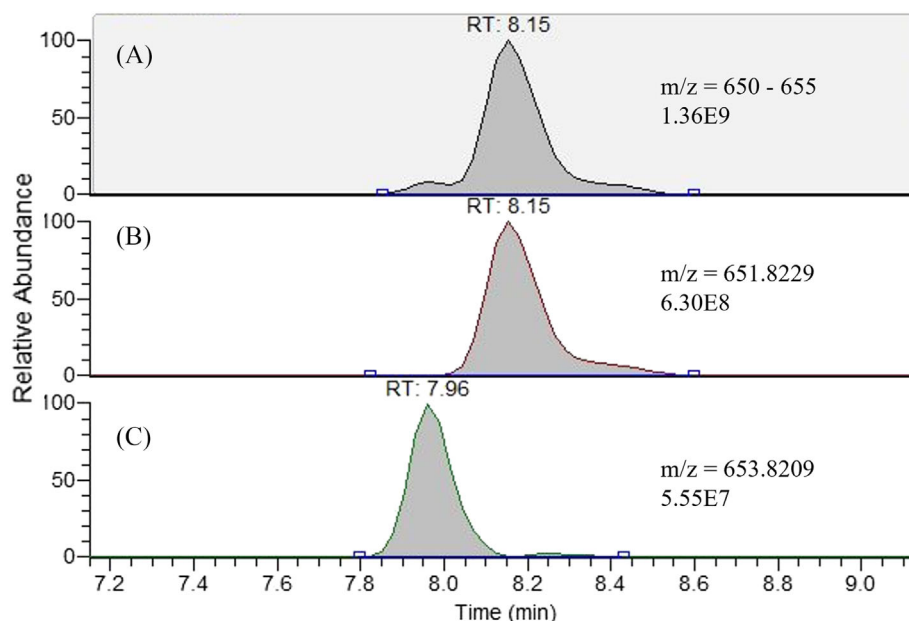 RT: 8.15
100
(A)
m/z = 650 - 655
1.36E9
50
0
RT: 8.15
100
(B)
m/z = 651.8229
6.30E8
50
0
Relative Abundance
RT: 7.96
100
(C)
m/z = 653.8209
5.55E7
50
0
7.2 7.4 7.6 7.8 8.0 8.2 8.4 8.6 8.8 9.0
Time (min)